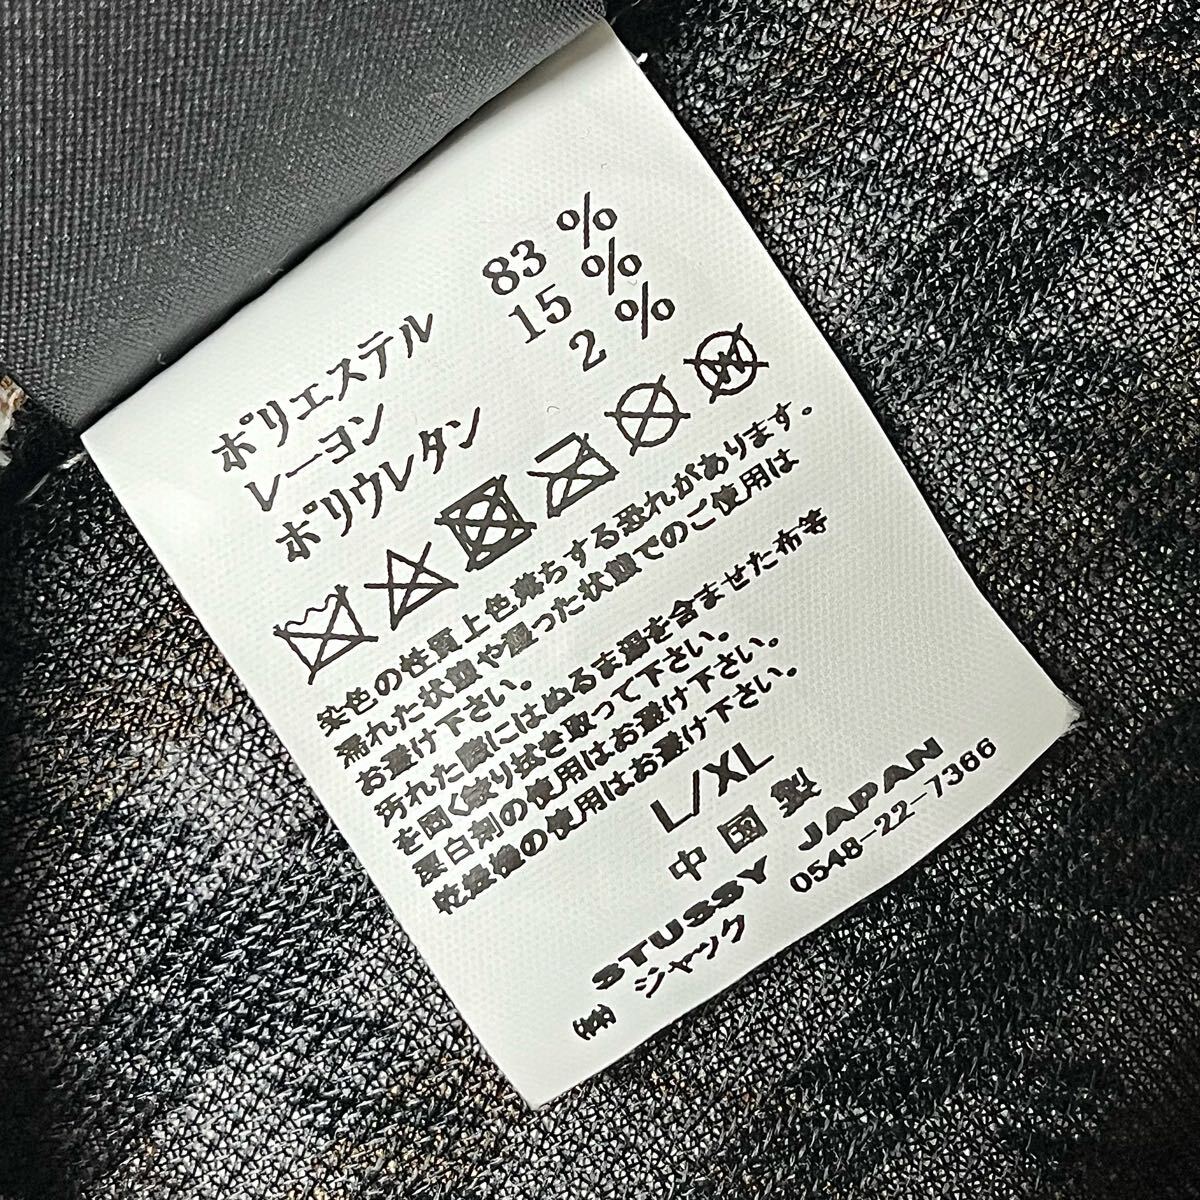 ポリエステル 83 %
レーヨン 15 %
ポリウレタン 2 %
W
染色の性質上色落ちする恐れがあります。
濡れた状態や湿った状態でのご使用は
お避け下さい。
汚れた際にはぬるま湯を含ませた布等
を固く絞り拭き取って下さい。
漂白剤の使用はお避け下さい。
乾燥機の使用はお避け下さい。
L/XL
中国製
STUSSY JAPAN
㈱ ジャック 0548-22-7366